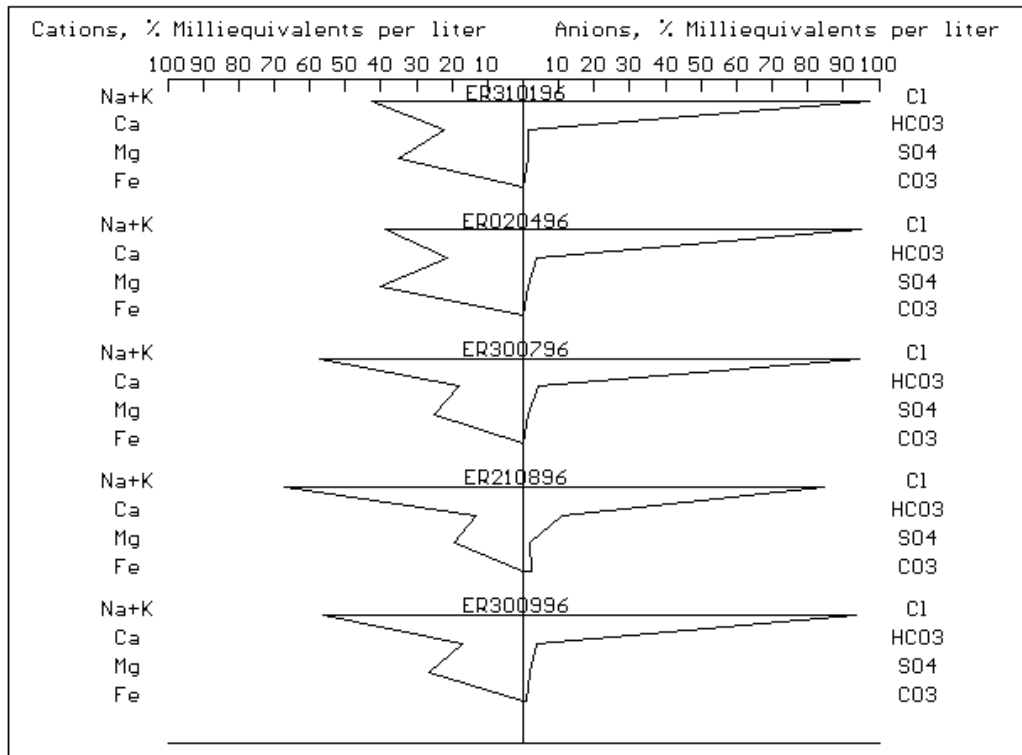 Cations, % Milliequivalents per liter Anions, % Milliequivalents per liter
100 90 80 70 60 50 40 30 20 10 10 20 30 40 50 60 70 80 90 100
Na+K ER310196 Cl
Ca HCO3
Mg SO4
Fe CO3
Na+K ER020496 Cl
Ca HCO3
Mg SO4
Fe CO3
Na+K ER300796 Cl
Ca HCO3
Mg SO4
Fe CO3
Na+K ER210896 Cl
Ca HCO3
Mg SO4
Fe CO3
Na+K ER300996 Cl
Ca HCO3
Mg SO4
Fe CO3